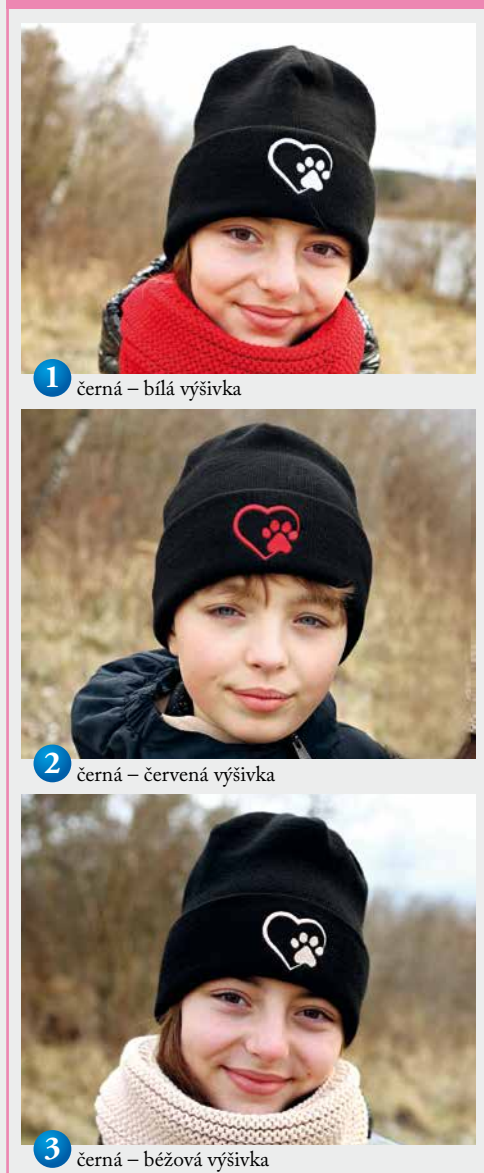 1 černá – bílá výšivka
2 černá – červená výšivka
3 černá – béžová výšivka